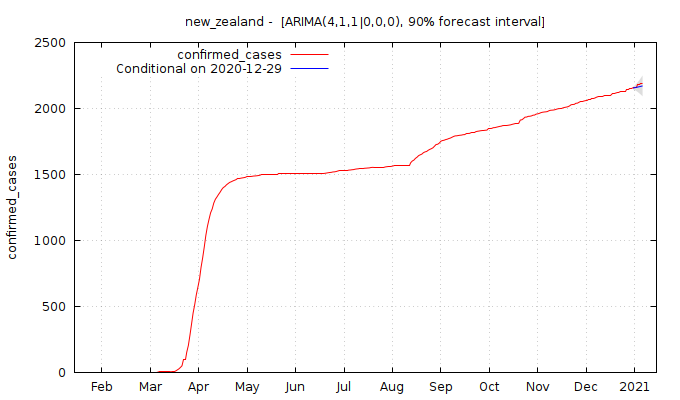 new_zealand - [ARIMA(4,1,1|0,0,0), 90% forecast interval]
confirmed_cases
Conditional on 2020-12-29
confirmed_cases
2500
2000
1500
1000
500
0
Feb Mar Apr May Jun Jul Aug Sep Oct Nov Dec 2021